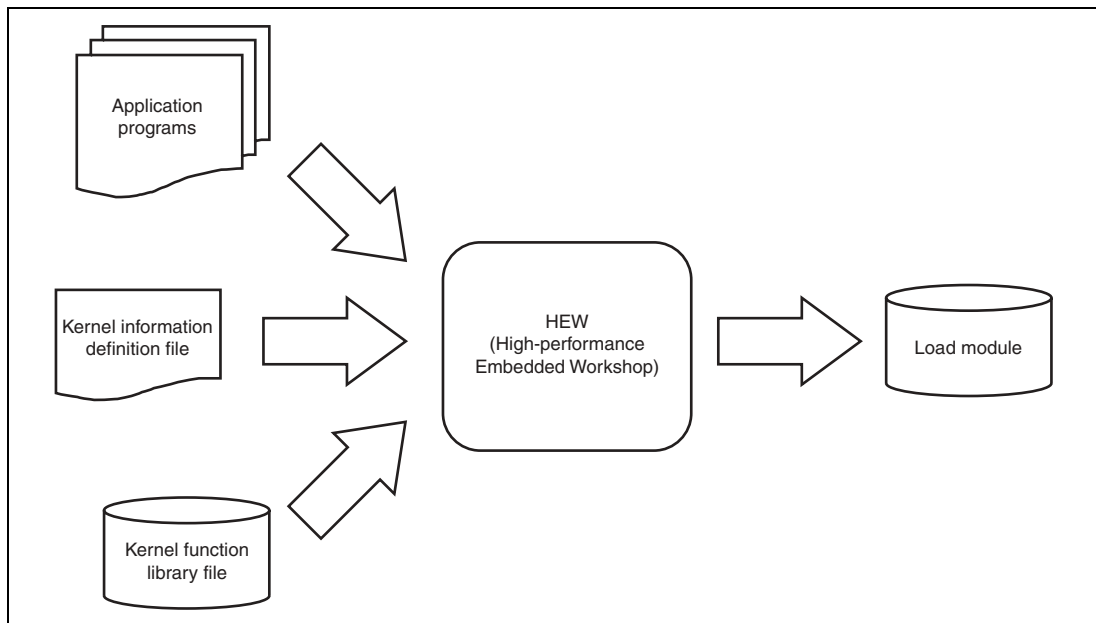 Application
programs
Kernel information
definition file
HEW
(High-performance
Embedded Workshop)
Load module
Kernel function
library file